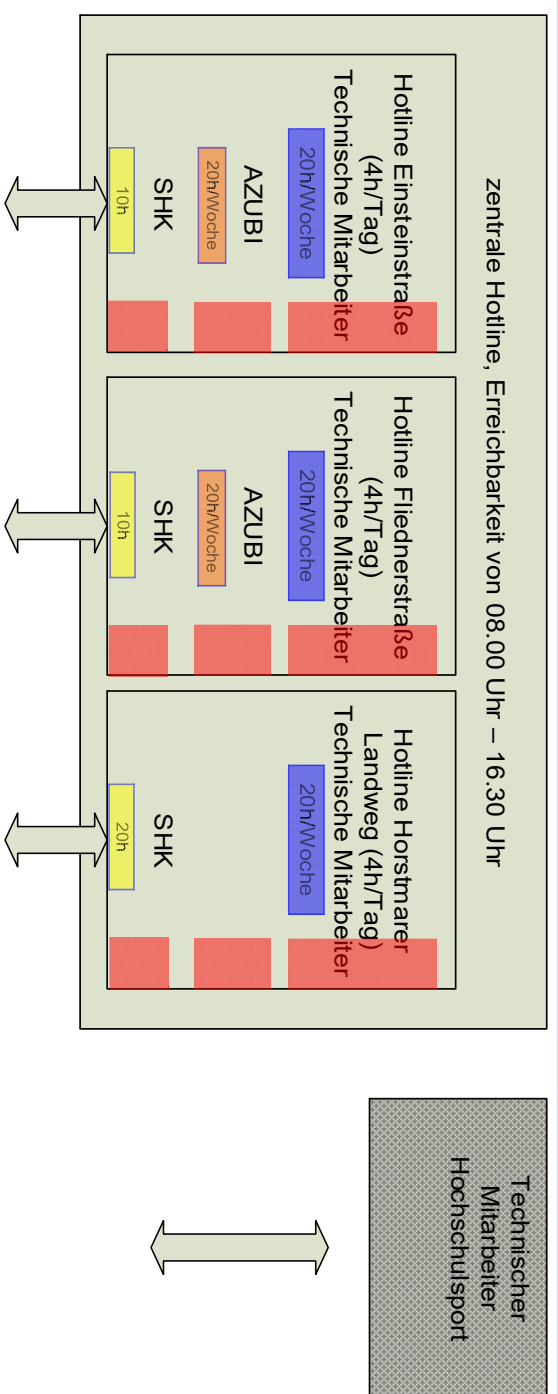 zentrale Hotline, Erreichbarkeit von 08.00 Uhr – 16.30 Uhr
Hotline Einsteinstraße
(4h/Tag)
Technische Mitarbeiter
20h/Woche
AZUBI
20h/Woche
SHK
10h
Hotline Fliednerstraße
(4h/Tag)
Technische Mitarbeiter
20h/Woche
AZUBI
20h/Woche
SHK
10h
Hotline Horstmarer
Landweg (4h/Tag)
Technische Mitarbeiter
20h/Woche
SHK
20h
Technischer
Mitarbeiter
Hochschulsport